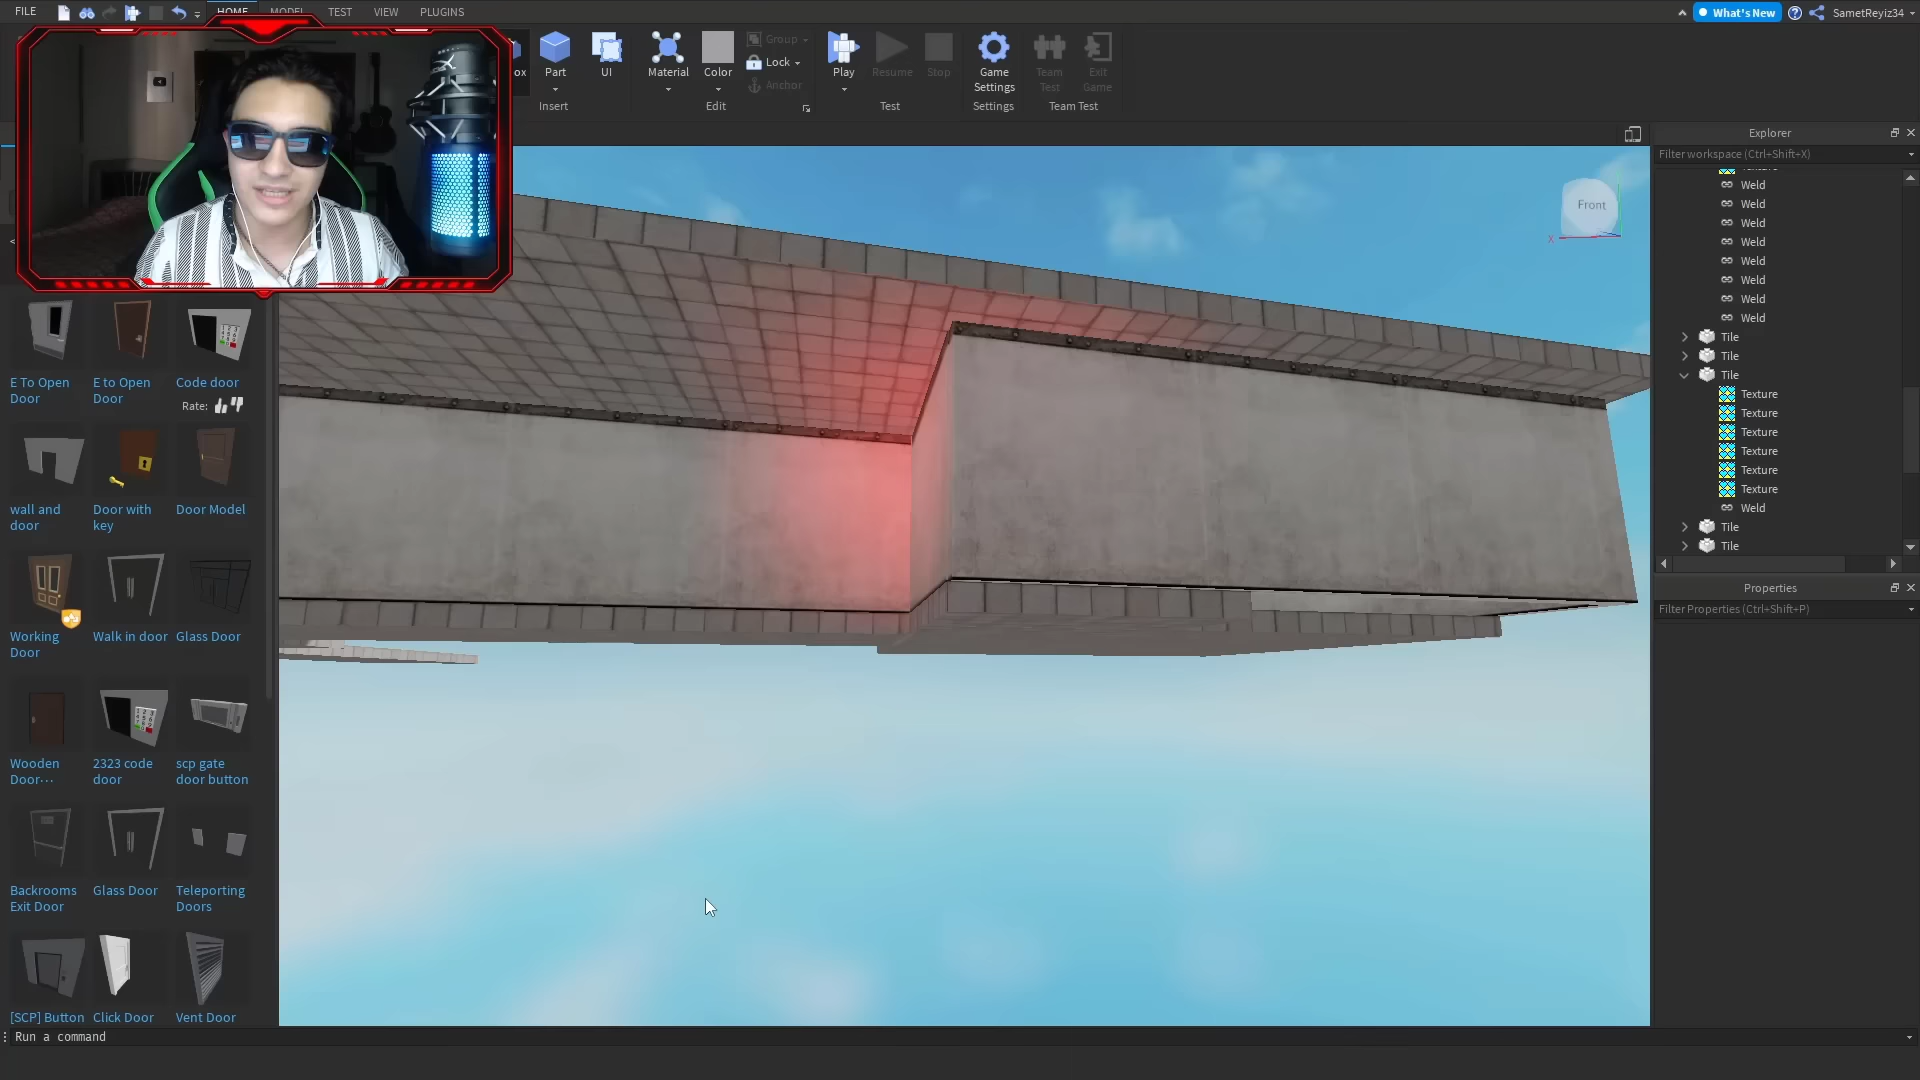 FILE
HOME
MODEL
TEST
VIEW
PLUGINS
What's New
SametReyiz34
ox
Part
UI
Insert
Material
Color
Group
Lock
Anchor
Edit
Play
Resume
Stop
Test
Game
Settings
Settings
Team
Test
Exit
Game
Team Test
Explorer
Filter workspace (Ctrl+Shift+X)
Weld
Weld
Weld
Weld
Weld
Weld
Weld
Weld
Tile
Tile
Tile
Texture
Texture
Texture
Texture
Texture
Texture
Weld
Tile
Tile
Properties
Filter Properties (Ctrl+Shift+P)
Front
X
E To Open
Door
E to Open
Door
Code door
Rate:
wall and
door
Door with
key
Door Model
Working
Door
Walk in door
Glass Door
Wooden
Door...
2323 code
door
scp gate
door button
Backrooms
Exit Door
Glass Door
Teleporting
Doors
[SCP] Button
Click Door
Vent Door
Run a command